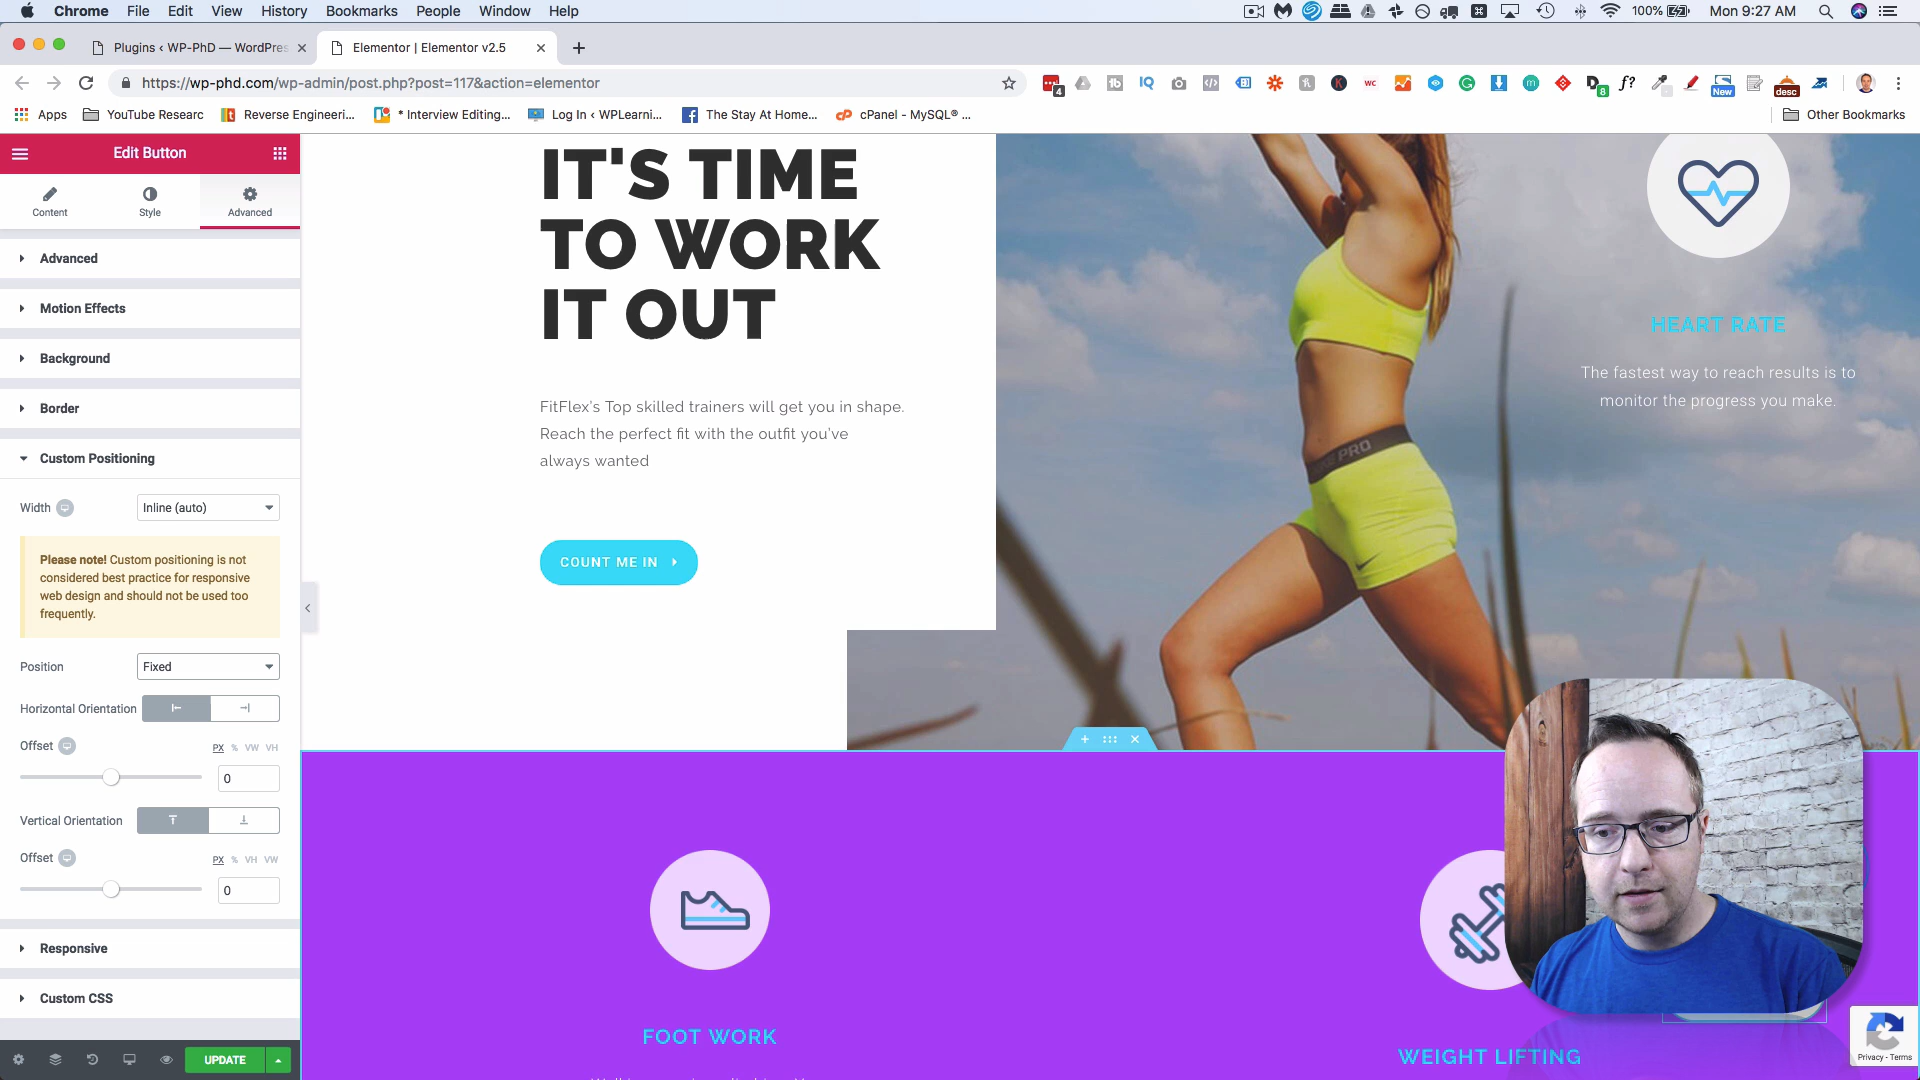 Chrome File Edit View History Bookmarks People Window Help
100% Mon 9:27 AM
Plugins ‹ WP-PhD — WordPres
Elementor | Elementor v2.5
https://wp-phd.com/wp-admin/post.php?post=117&action=elementor
Apps YouTube Researc Reverse Engineeri... * Interview Editing... Log In ‹ WPLearni... The Stay At Home... cPanel - MySQL® ... Other Bookmarks
Edit Button
Content Style Advanced
Advanced
Motion Effects
Background
Border
Custom Positioning
Width Inline (auto)
Please note! Custom positioning is not
considered best practice for responsive
web design and should not be used too
frequently.
Position Fixed
Horizontal Orientation
Offset PX % VW VH
0
Vertical Orientation
Offset PX % VH VW
0
Responsive
Custom CSS
UPDATE
IT'S TIME
TO WORK
IT OUT
FitFlex's Top skilled trainers will get you in shape.
Reach the perfect fit with the outfit you've
always wanted
COUNT ME IN
HEART RATE
The fastest way to reach results is to
monitor the progress you make.
PRO
FOOT WORK
WEIGHT LIFTING
Privacy - Terms